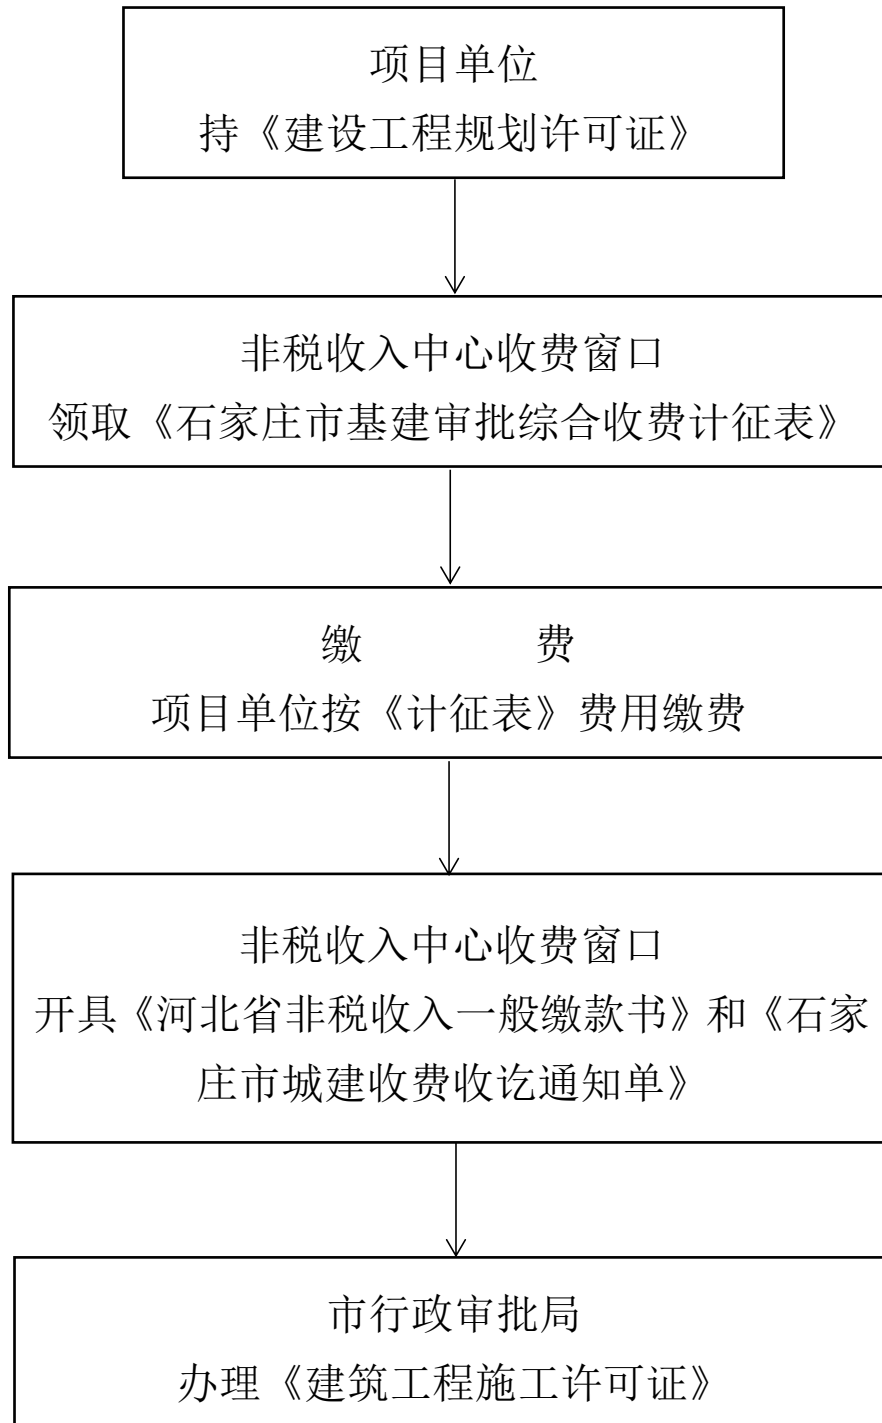 项目单位
持《建设工程规划许可证》
非税收入中心收费窗口
领取《石家庄市基建审批综合收费计征表》
缴 费
项目单位按《计征表》费用缴费
非税收入中心收费窗口
开具《河北省非税收入一般缴款书》和《石家
庄市城建收费收讫通知单》
市行政审批局
办理《建筑工程施工许可证》